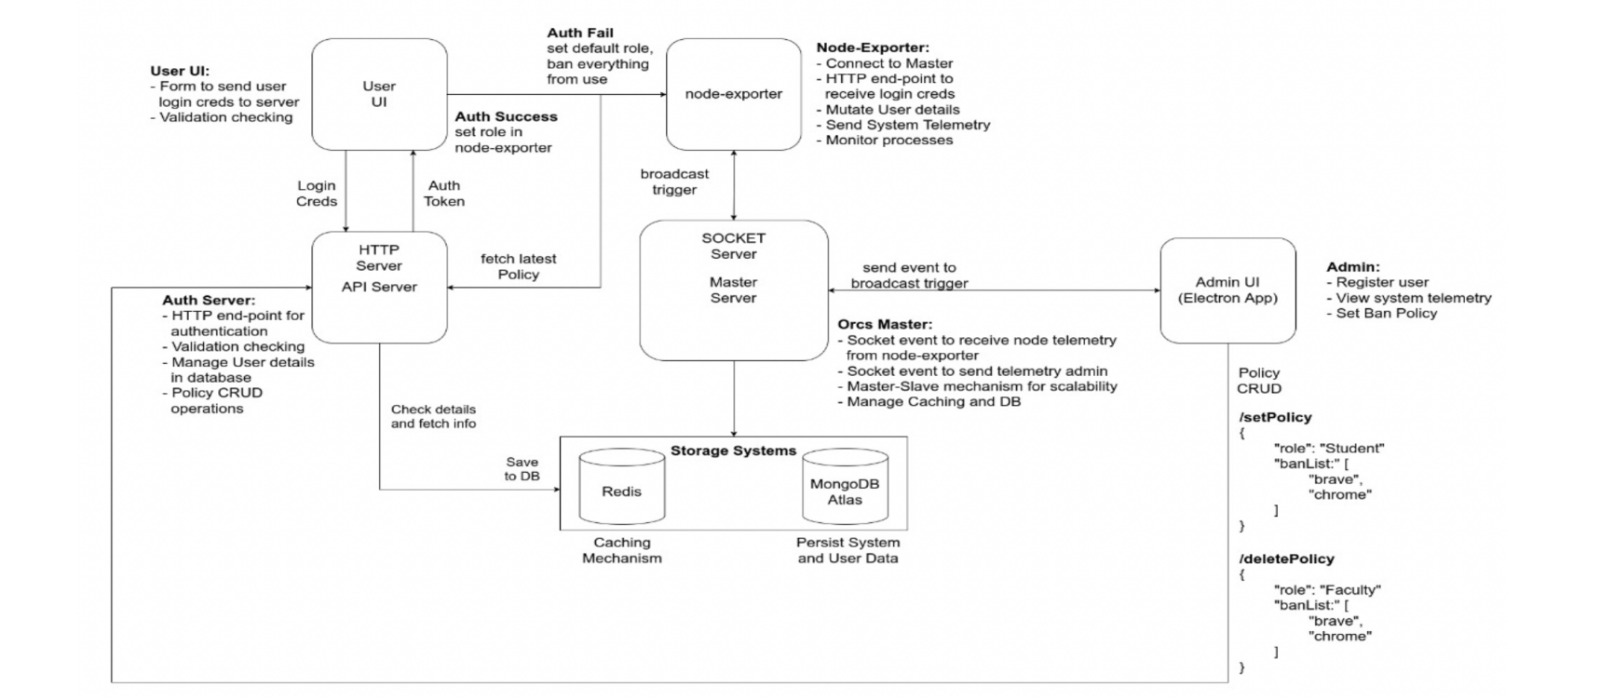 User UI:
- Form to send user
login creds to server
- Validation checking
User
UI
Auth Fail
set default role,
ban everything
from use
Auth Success
set role in
node-exporter
node-exporter
Node-Exporter:
- Connect to Master
- HTTP end-point to
receive login creds
- Mutate User details
- Send System Telemetry
- Monitor processes
Login
Creds
Auth
Token
broadcast
trigger
HTTP
Server
API Server
fetch latest
Policy
SOCKET
Server
Master
Server
send event to
broadcast trigger
Admin UI
(Electron App)
Admin:
- Register user
- View system telemetry
- Set Ban Policy
Auth Server:
- HTTP end-point for
authentication
- Validation checking
- Manage User details
in database
- Policy CRUD
operations
Orcs Master:
- Socket event to receive node telemetry
from node-exporter
- Socket event to send telemetry admin
- Master-Slave mechanism for scalability
- Manage Caching and DB
Check details
and fetch info
Save
to DB
Storage Systems
Redis
MongoDB
Atlas
Caching
Mechanism
Persist System
and User Data
Policy
CRUD
/setPolicy
{
"role": "Student"
"banList:" [
"brave",
"chrome"
]
}
/deletePolicy
{
"role": "Faculty"
"banList:" [
"brave",
"chrome"
]
}